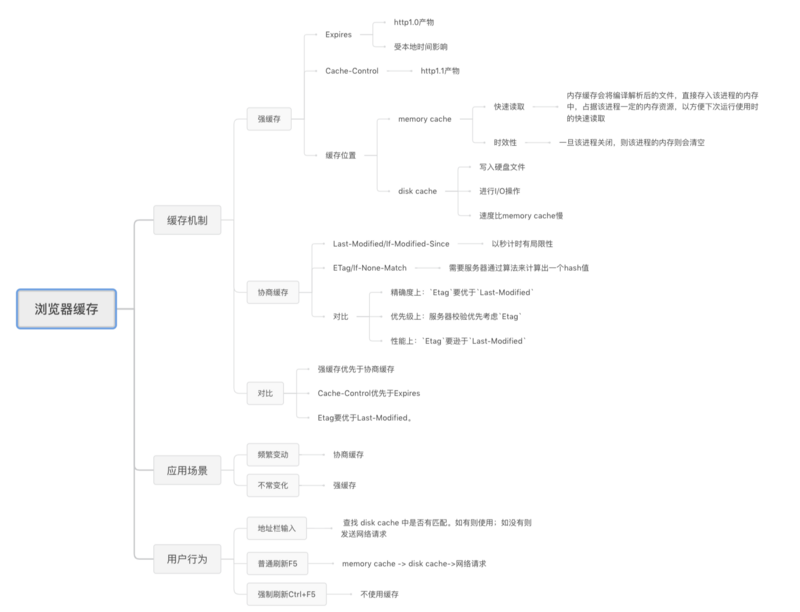 浏览器缓存
缓存机制
强缓存
Expires
http1.0产物
受本地时间影响
Cache-Control
http1.1产物
缓存位置
memory cache
快速读取
内存缓存会将编译解析后的文件，直接存入该进程的内存
中，占据该进程一定的内存资源，以方便下次运行使用时
的快速读取
时效性
一旦该进程关闭，则该进程的内存则会清空
disk cache
写入硬盘文件
进行I/O操作
速度比memory cache慢
协商缓存
Last-Modified/If-Modified-Since
以秒计时有局限性
ETag/If-None-Match
需要服务器通过算法来计算出一个hash值
对比
精确度上：`Etag`要优于`Last-Modified`
优先级上：服务器校验优先考虑`Etag`
性能上：`Etag`要逊于`Last-Modified`
对比
强缓存优先于协商缓存
Cache-Control优先于Expires
Etag要优于Last-Modified。
应用场景
频繁变动
协商缓存
不常变化
强缓存
用户行为
地址栏输入
查找 disk cache 中是否有匹配。如有则使用；如没有则
发送网络请求
普通刷新F5
memory cache -> disk cache->网络请求
强制刷新Ctrl+F5
不使用缓存